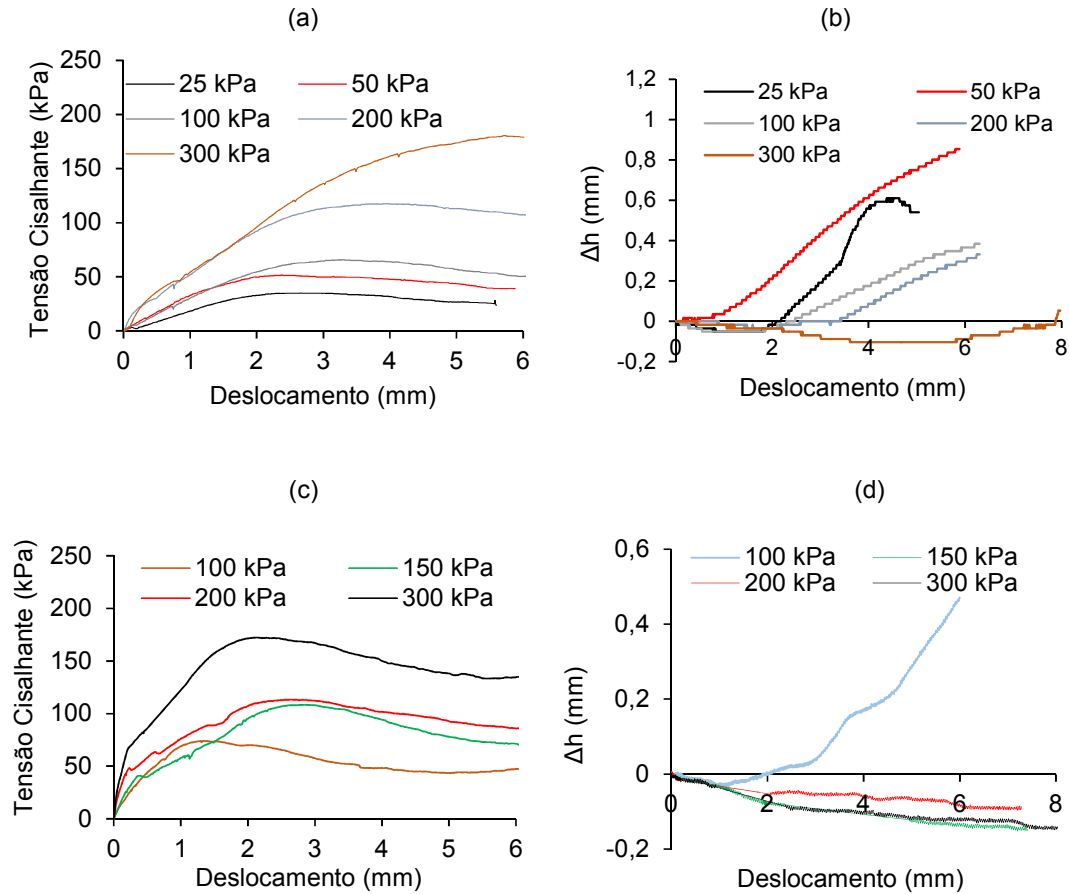 (a)
250
200
150
100
50
0
Tensão Cisalhante (kPa)
25 kPa
50 kPa
100 kPa
200 kPa
300 kPa
0 1 2 3 4 5 6
Deslocamento (mm)
(b)
1,2
1
0,8
0,6
0,4
0,2
0
-0,2
Δh (mm)
25 kPa
50 kPa
100 kPa
200 kPa
300 kPa
0 2 4 6 8
Deslocamento (mm)
(c)
250
200
150
100
50
0
Tensão Cisalhante (kPa)
100 kPa
150 kPa
200 kPa
300 kPa
0 1 2 3 4 5 6
Deslocamento (mm)
(d)
0,6
0,4
0,2
0
-0,2
Δh (mm)
100 kPa
150 kPa
200 kPa
300 kPa
0 2 4 6 8
Deslocamento (mm)